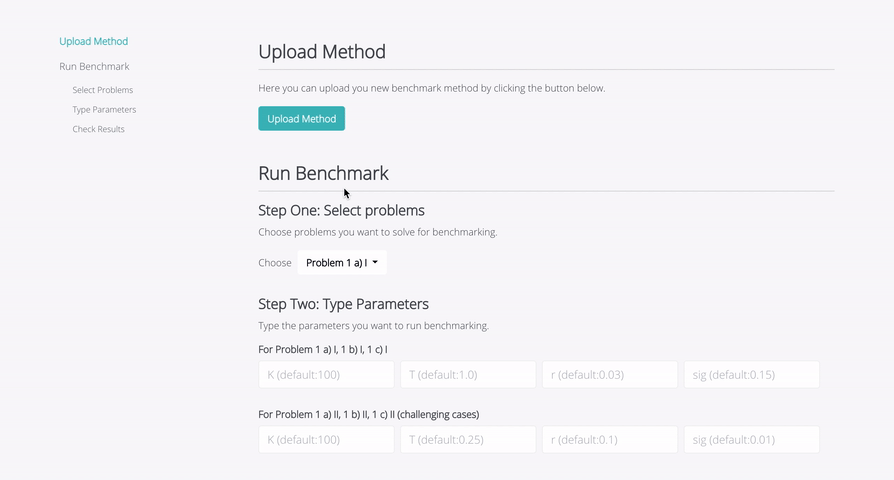 Upload Method
Run Benchmark
Select Problems
Type Parameters
Check Results
Upload Method
Here you can upload you new benchmark method by clicking the button below.
Upload Method
Run Benchmark
Step One: Select problems
Choose problems you want to solve for benchmarking.
Choose Problem 1 a) I
Step Two: Type Parameters
Type the parameters you want to run benchmarking.
For Problem 1 a) I, 1 b) I, 1 c) I
K (default:100) T (default:1.0) r (default:0.03) sig (default:0.15)
For Problem 1 a) II, 1 b) II, 1 c) II (challenging cases)
K (default:100) T (default:0.25) r (default:0.1) sig (default:0.01)